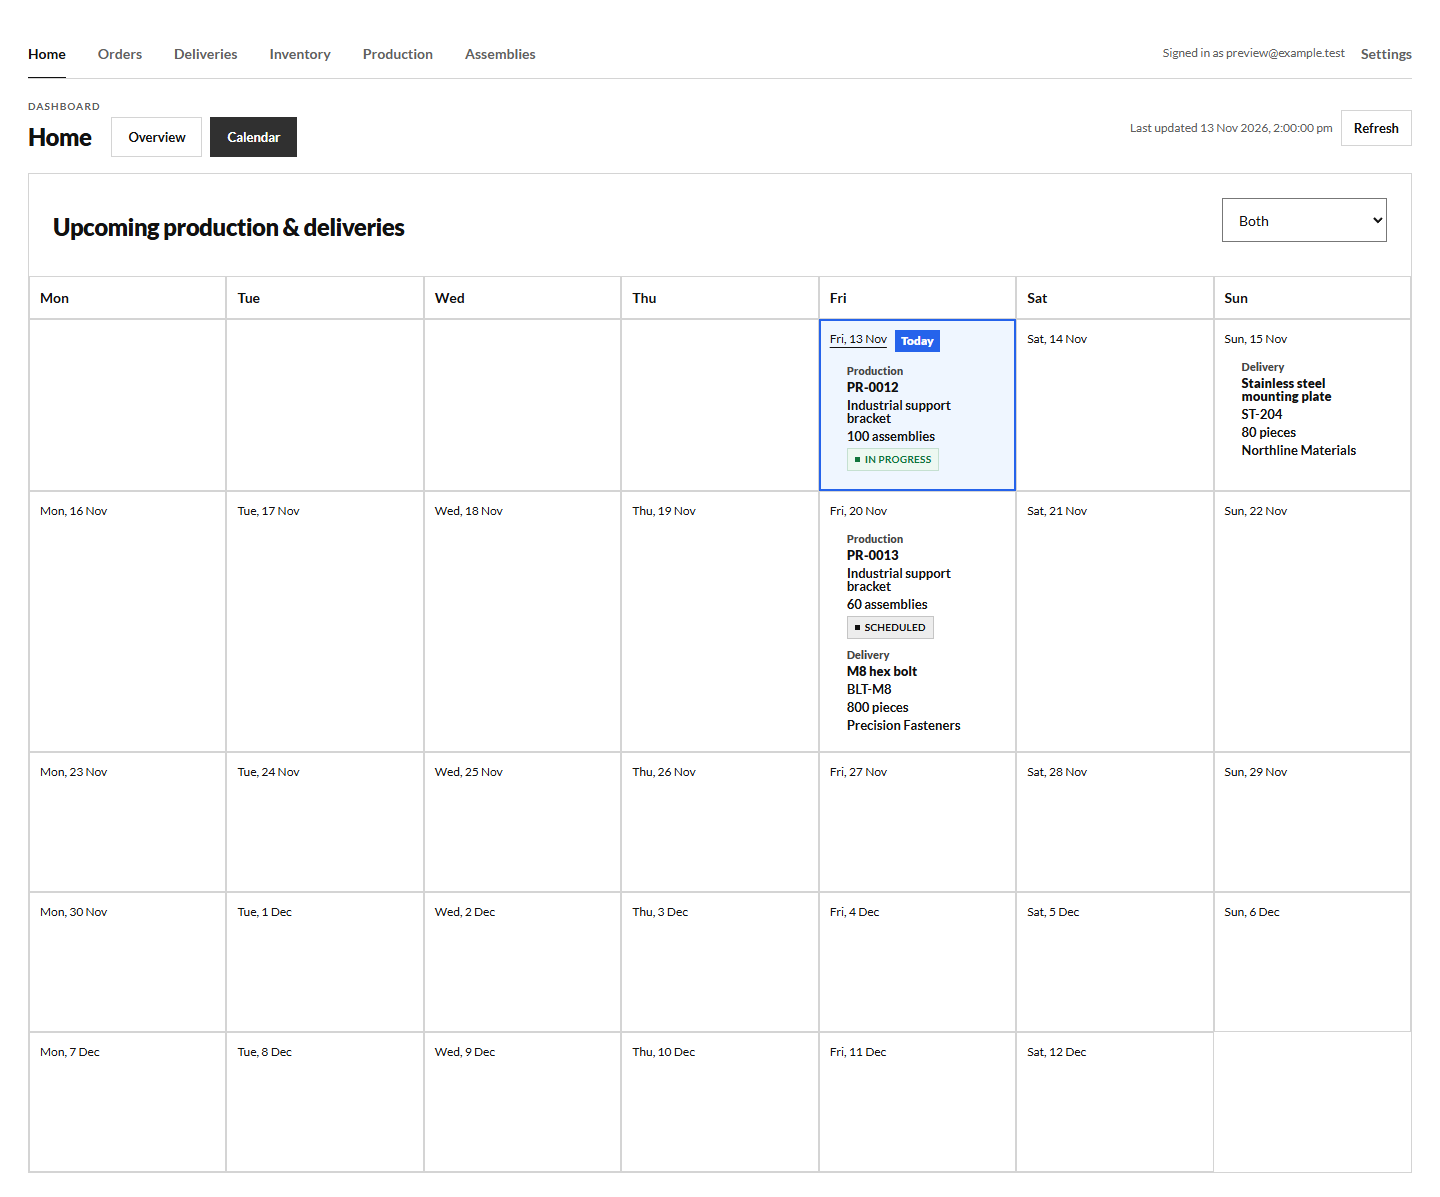 Home Orders Deliveries Inventory Production Assemblies Signed in as preview@example.test Settings
DASHBOARD
Home Overview Calendar Last updated 13 Nov 2026, 2:00:00 pm Refresh
Upcoming production & deliveries Both
Mon Tue Wed Thu Fri Sat Sun
Fri, 13 Nov Today
Production
PR-0012
Industrial support
bracket
100 assemblies
IN PROGRESS
Sat, 14 Nov
Sun, 15 Nov
Delivery
Stainless steel
mounting plate
ST-204
80 pieces
Northline Materials
Mon, 16 Nov
Tue, 17 Nov
Wed, 18 Nov
Thu, 19 Nov
Fri, 20 Nov
Production
PR-0013
Industrial support
bracket
60 assemblies
SCHEDULED
Delivery
M8 hex bolt
BLT-M8
800 pieces
Precision Fasteners
Sat, 21 Nov
Sun, 22 Nov
Mon, 23 Nov Tue, 24 Nov Wed, 25 Nov Thu, 26 Nov Fri, 27 Nov Sat, 28 Nov Sun, 29 Nov
Mon, 30 Nov Tue, 1 Dec Wed, 2 Dec Thu, 3 Dec Fri, 4 Dec Sat, 5 Dec Sun, 6 Dec
Mon, 7 Dec Tue, 8 Dec Wed, 9 Dec Thu, 10 Dec Fri, 11 Dec Sat, 12 Dec